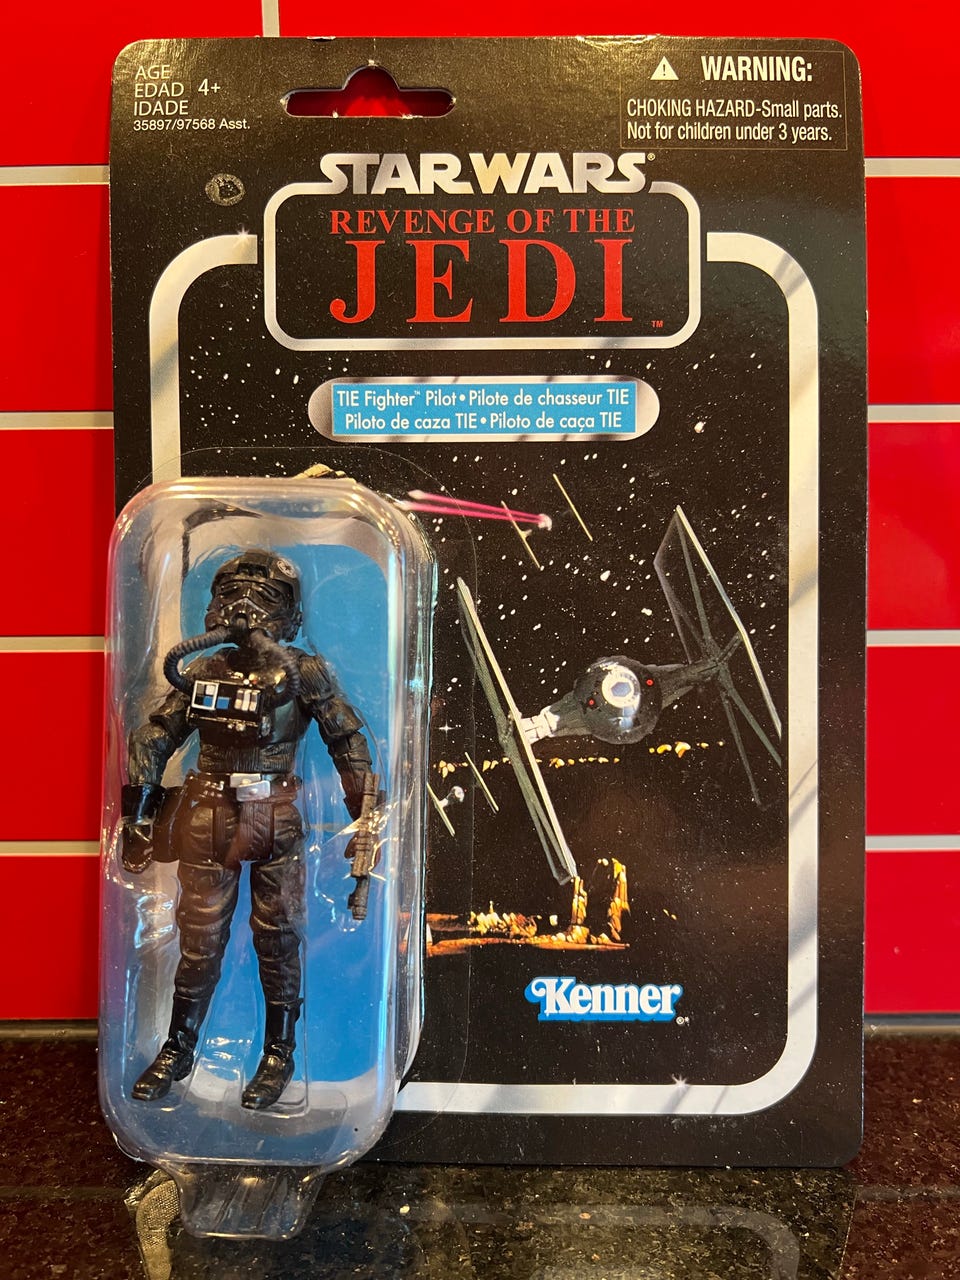 AGE
EDAD 4+
IDADE
35897/97568 Asst.
WARNING:
CHOKING HAZARD-Small parts.
Not for children under 3 years.
STAR WARS®
REVENGE OF THE
JEDI™
TIE Fighter™ Pilot • Pilote de chasseur TIE
Piloto de caza TIE • Piloto de caça TIE
Kenner®